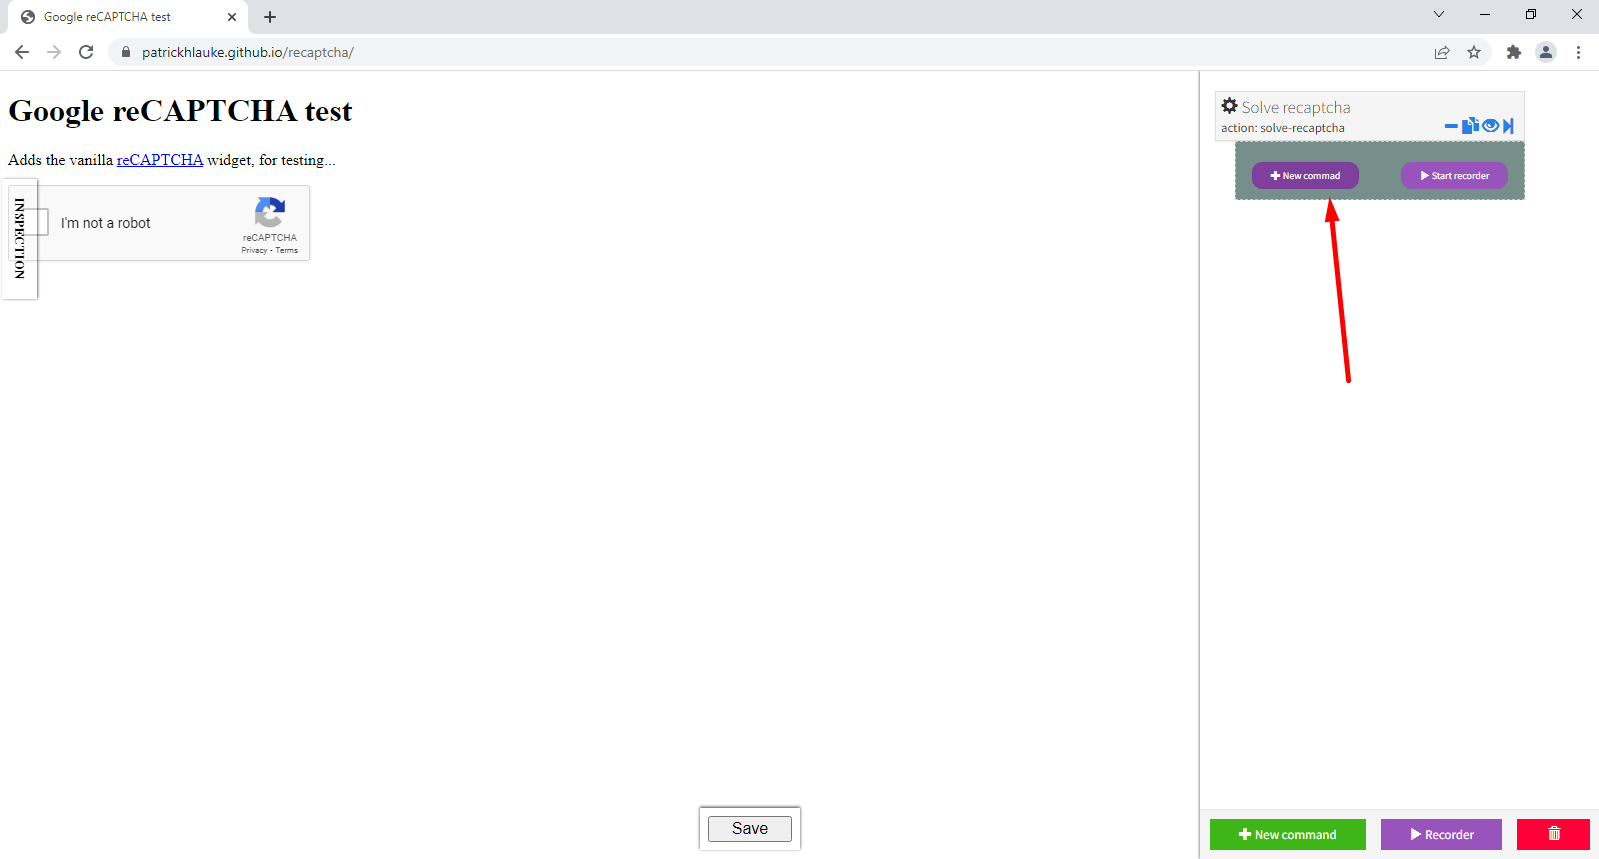 Google reCAPTCHA test
patrickhlauke.github.io/recaptcha/
Google reCAPTCHA test
Adds the vanilla reCAPTCHA widget, for testing...
INSPECTION
I'm not a robot
reCAPTCHA
Privacy - Terms
Solve recaptcha
action: solve-recaptcha
New commad
Start recorder
Save
New command
Recorder